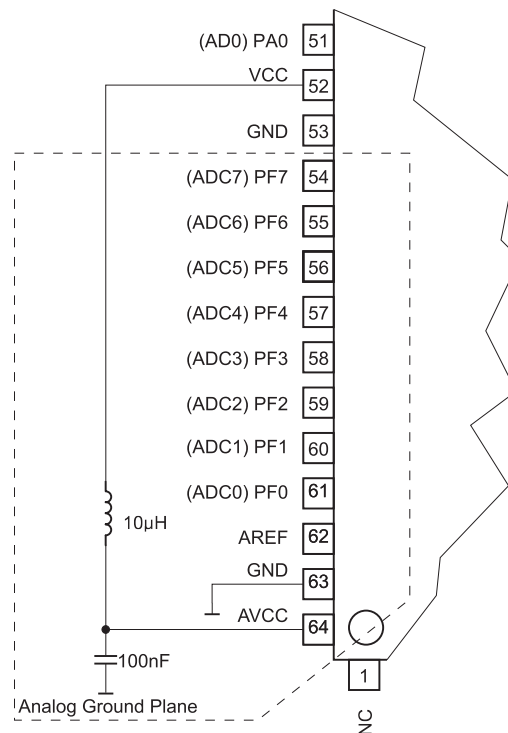 (AD0) PA0 51
VCC 52
GND 53
(ADC7) PF7 54
(ADC6) PF6 55
(ADC5) PF5 56
(ADC4) PF4 57
(ADC3) PF3 58
(ADC2) PF2 59
(ADC1) PF1 60
(ADC0) PF0 61
10µH
AREF 62
GND 63
AVCC 64
100nF
1
Analog Ground Plane
NC